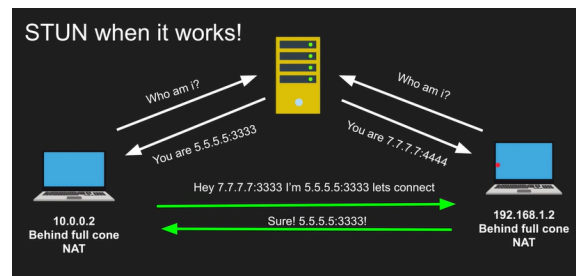 STUN when it works!
Who am i?
Who am i?
You are 5.5.5.5:3333
You are 7.7.7.7:4444
Hey 7.7.7.7:3333 I'm 5.5.5.5:3333 lets connect
Sure! 5.5.5.5:3333!
10.0.0.2
Behind full cone
NAT
192.168.1.2
Behind full cone
NAT